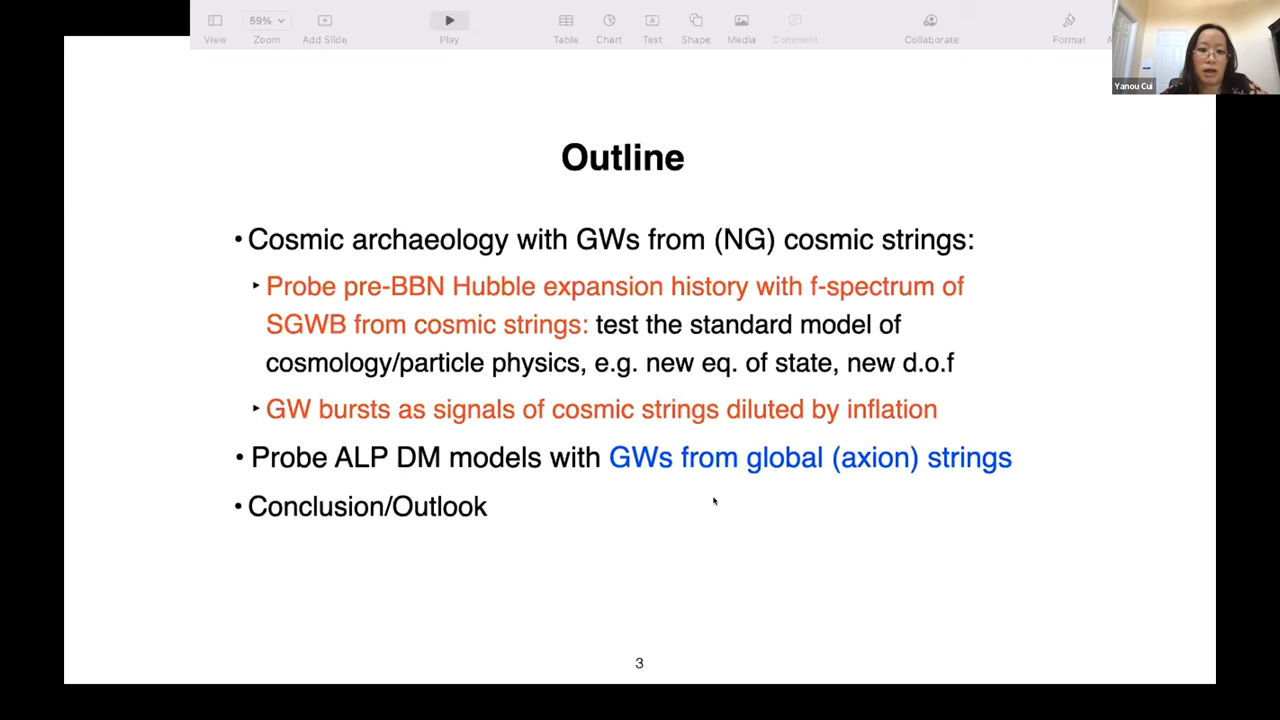 59%
View
Zoom
Add Slide
Play
Table
Chart
Text
Shape
Media
Comment
Collaborate
Format
Yanou Cui
Outline
• Cosmic archaeology with GWs from (NG) cosmic strings:
‣ Probe pre-BBN Hubble expansion history with f-spectrum of
SGWB from cosmic strings: test the standard model of
cosmology/particle physics, e.g. new eq. of state, new d.o.f
‣ GW bursts as signals of cosmic strings diluted by inflation
• Probe ALP DM models with GWs from global (axion) strings
• Conclusion/Outlook
3